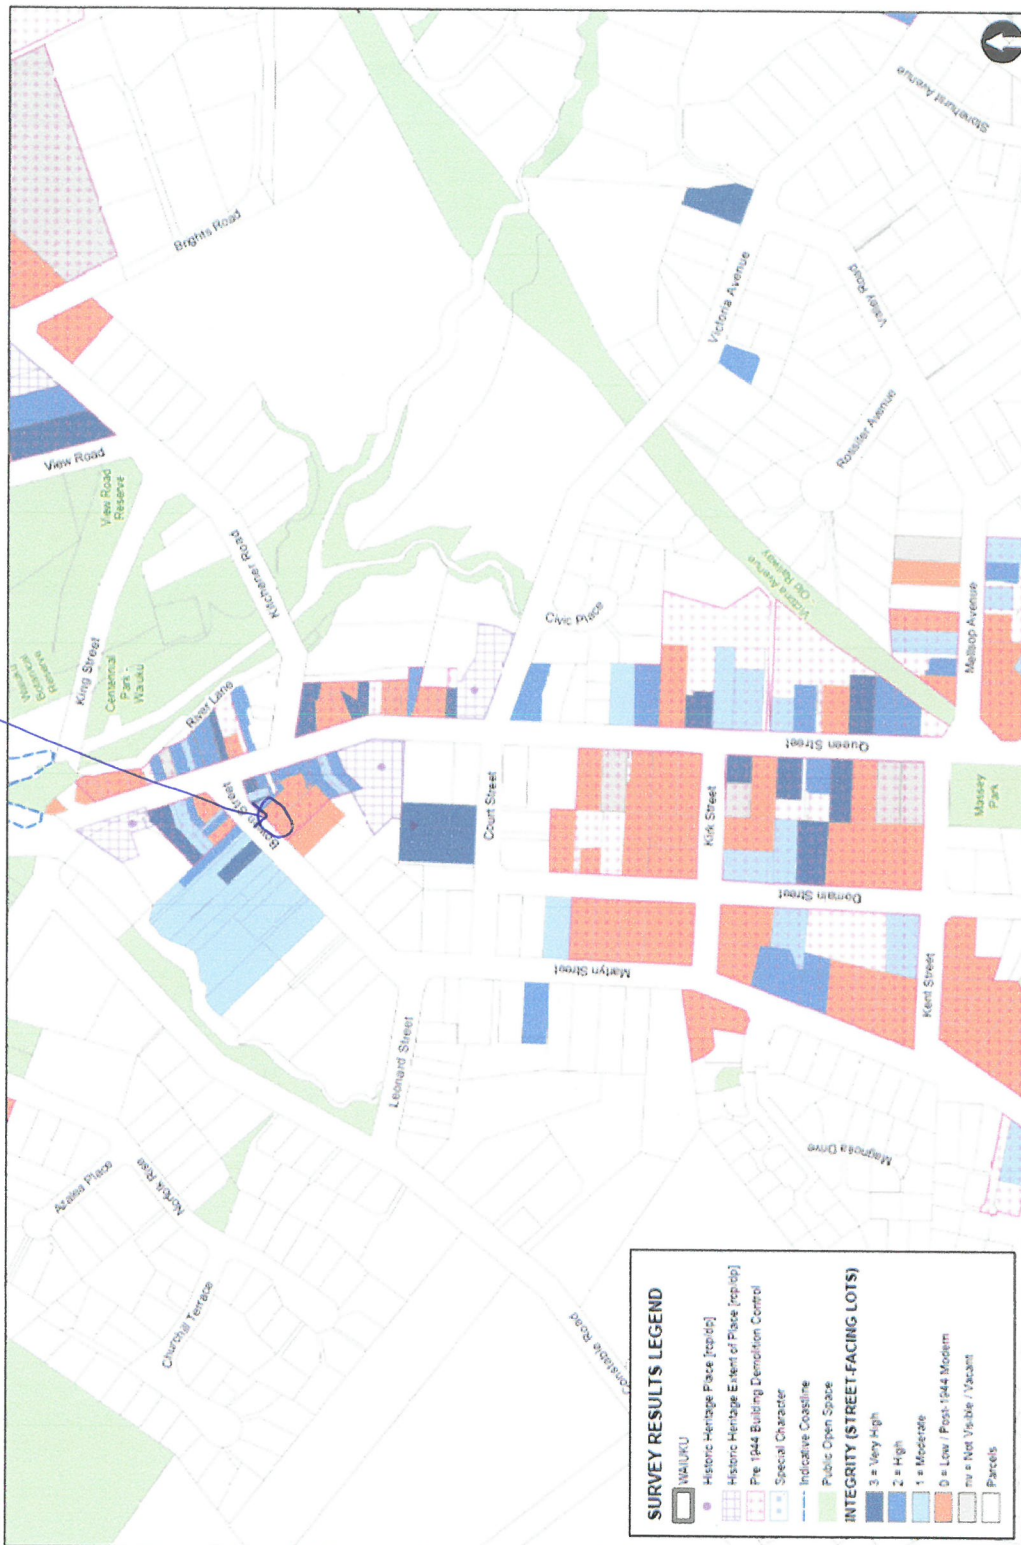 Brights Road
View Road
View Road
Reserve
King Street
Centennial
Park -
Waiuku
Kitchener Road
River Lane
Bowen Street
Stonehurst Avenue
Victoria Avenue
Valley Road
Rossiter Avenue
Victoria Avenue
- Old Railway
Civic Place
Mellsop Avenue
Queen Street
Court Street
Kirk Street
Massey
Park
Domain Street
Martyn Street
Kent Street
Leonard Street
Magnolia Drive
Azalea Place
Norfolk Rise
Churchill Terrace
Constable Road
SURVEY RESULTS LEGEND
WAIUKU
Historic Heritage Place [rcp/dp]
Historic Heritage Extent of Place [rcp/dp]
Pre 1944 Building Demolition Control
Special Character
Indicative Coastline
Public Open Space
INTEGRITY (STREET-FACING LOTS)
3 = Very High
2 = High
1 = Moderate
0 = Low / Post-1944 Modern
nv = Not Visible / Vacant
Parcels